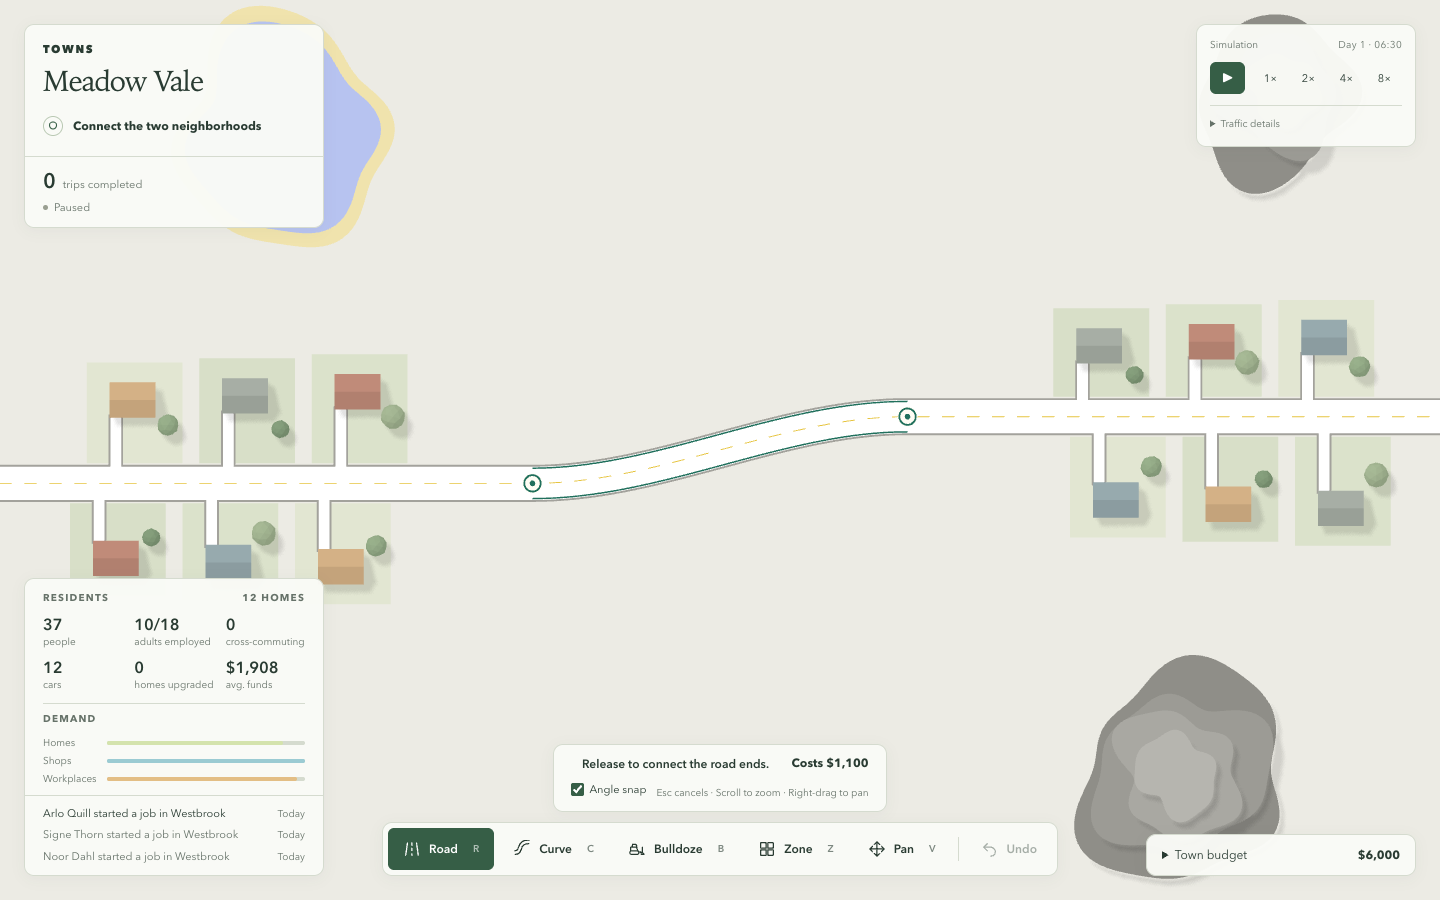 TOWNS
Meadow Vale
Connect the two neighborhoods
0 trips completed
Paused
Simulation Day 1 · 06:30
1× 2× 4× 8×
Traffic details
RESIDENTS 12 HOMES
37 10/18 0
people adults employed cross-commuting
12 0 $1,908
cars homes upgraded avg. funds
DEMAND
Homes
Shops
Workplaces
Arlo Quill started a job in Westbrook Today
Signe Thorn started a job in Westbrook Today
Noor Dahl started a job in Westbrook Today
Release to connect the road ends. Costs $1,100
Angle snap Esc cancels · Scroll to zoom · Right-drag to pan
Road R Curve C Bulldoze B Zone Z Pan V Undo
Town budget $6,000